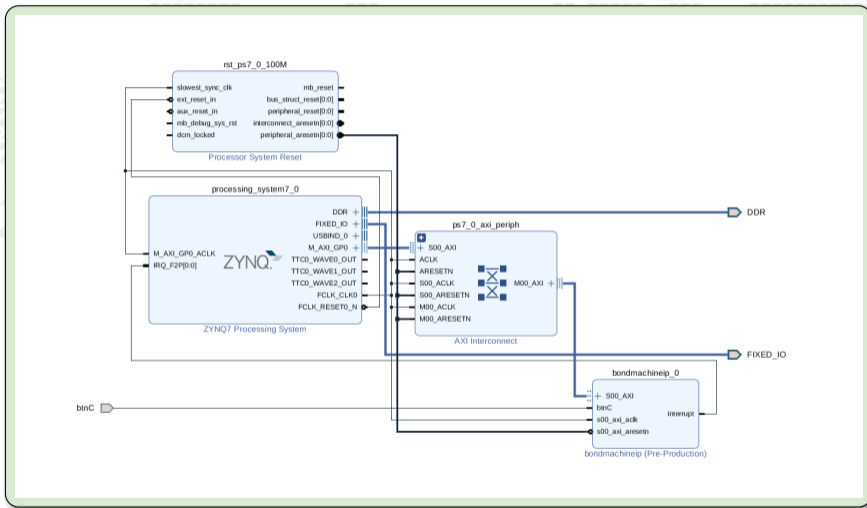 rst_ps7_0_100M
slowest_sync_clk
ext_reset_in
aux_reset_in
mb_debug_sys_rst
dcm_locked
mb_reset
bus_struct_reset[0:0]
peripheral_reset[0:0]
interconnect_aresetn[0:0]
peripheral_aresetn[0:0]
Processor System Reset
processing_system7_0
M_AXI_GP0_ACLK
IRQ_F2P[0:0]
ZYNQ
DDR
FIXED_IO
USBIND_0
M_AXI_GP0
TTC0_WAVE0_OUT
TTC0_WAVE1_OUT
TTC0_WAVE2_OUT
FCLK_CLK0
FCLK_RESET0_N
ZYNQ7 Processing System
ps7_0_axi_periph
S00_AXI
ACLK
ARESETN
S00_ACLK
S00_ARESETN
M00_ACLK
M00_ARESETN
M00_AXI
AXI Interconnect
DDR
FIXED_IO
btnC
bondmachineip_0
S00_AXI
btnC
s00_axi_aclk
s00_axi_aresetn
interrupt
bondmachineip (Pre-Production)